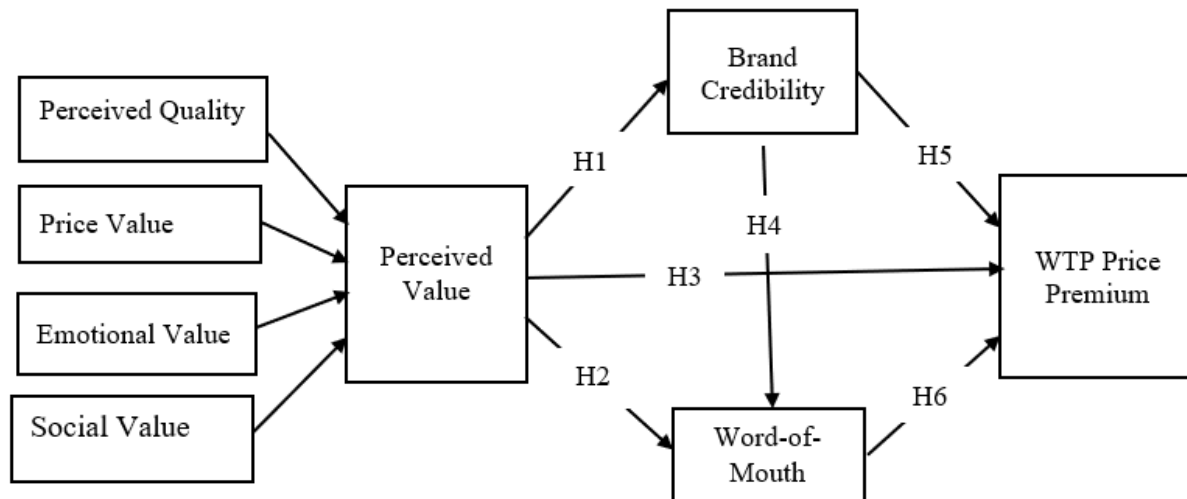 Perceived Quality
Price Value
Emotional Value
Social Value
Perceived
Value
H1
H3
H2
Brand
Credibility
H4
Word-of-
Mouth
H5
H6
WTP Price
Premium